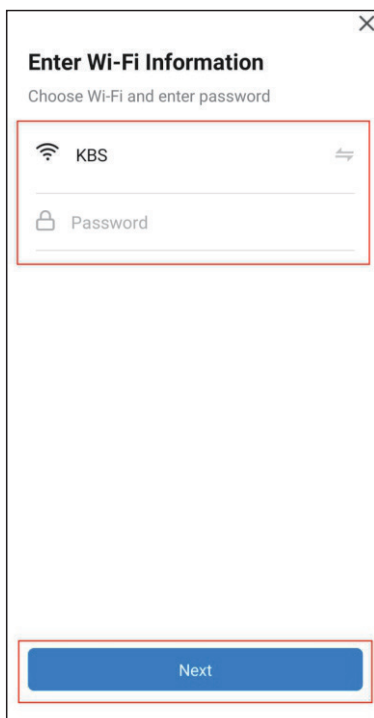 Enter Wi-Fi Information
Choose Wi-Fi and enter password
KBS
Password
Next